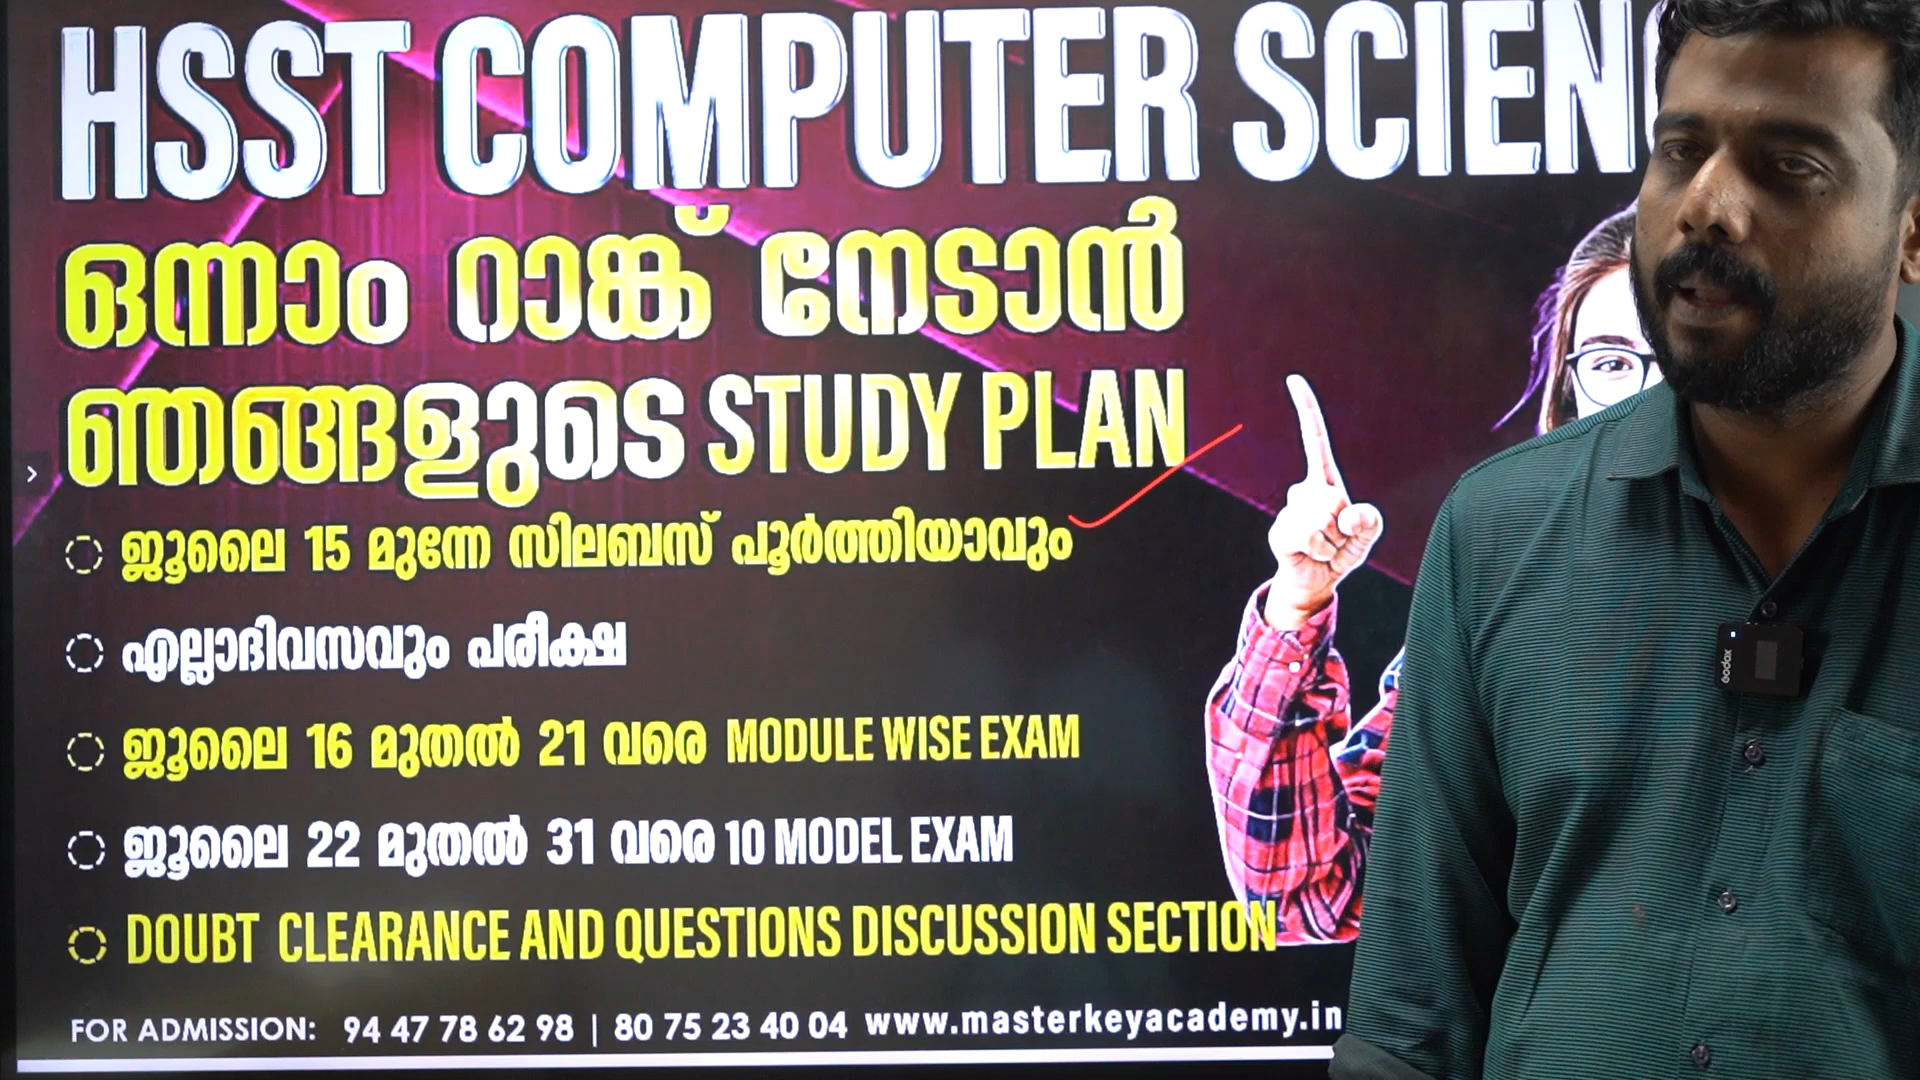 HSST COMPUTER SCIENC
ഒന്നാം റാങ്ക് നേടാൻ
ഞങ്ങളുടെ STUDY PLAN
ജൂലൈ 15 മുന്നേ സിലബസ് പൂർത്തിയാവും
എല്ലാദിവസവും പരീക്ഷ
ജൂലൈ 16 മുതൽ 21 വരെ MODULE WISE EXAM
ജൂലൈ 22 മുതൽ 31 വരെ 10 MODEL EXAM
DOUBT CLEARANCE AND QUESTIONS DISCUSSION SECTION
FOR ADMISSION: 94 47 78 62 98 | 80 75 23 40 04 www.masterkeyacademy.in
Godox